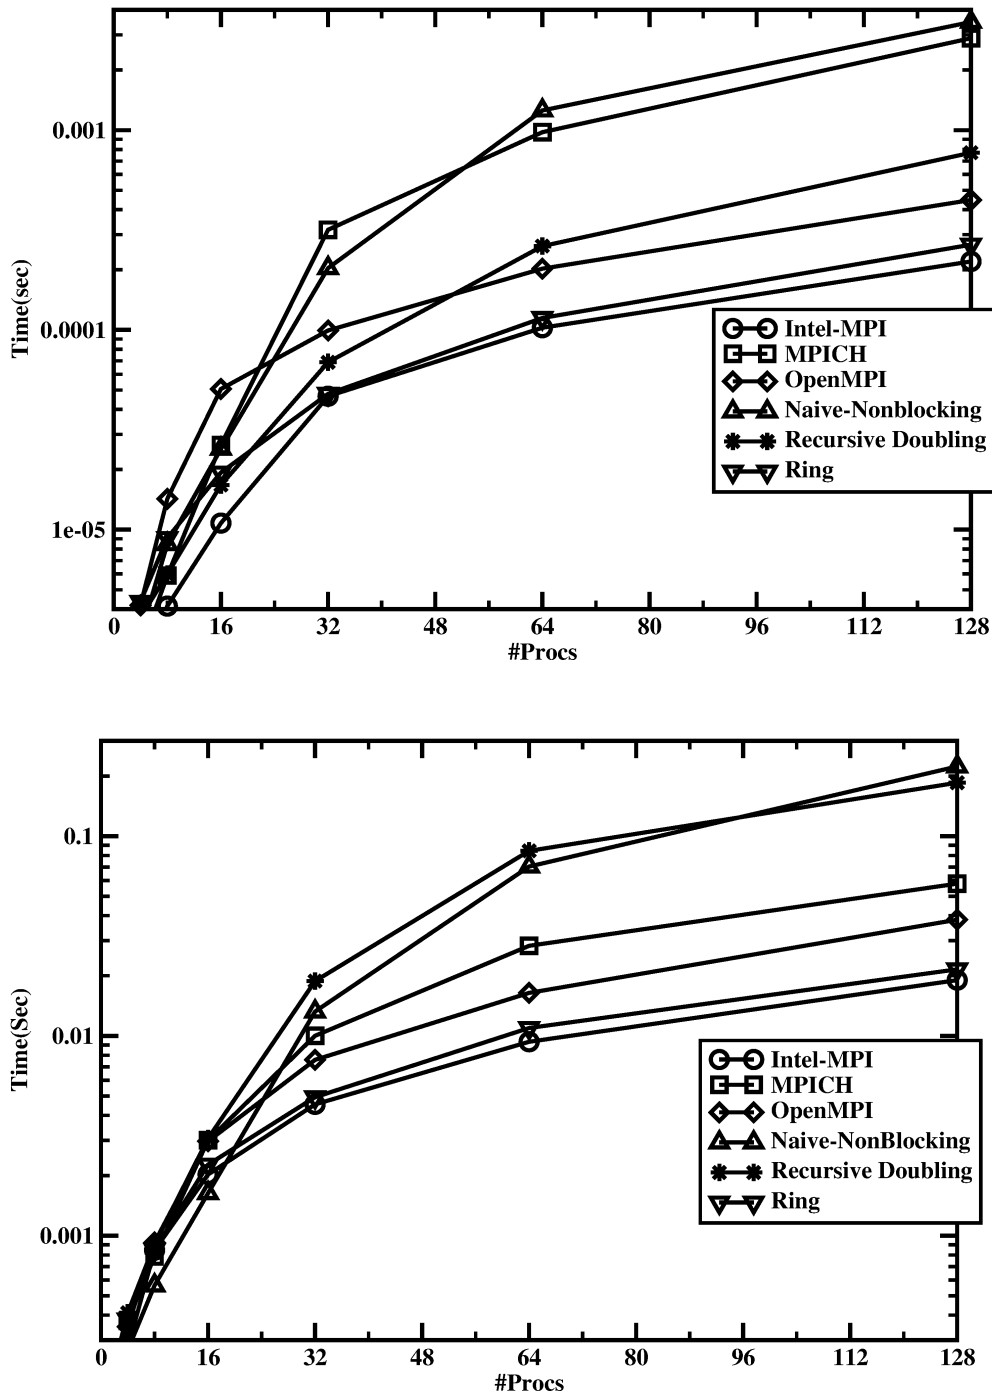 0.001
0.0001
1e-05
Time(sec)
0 16 32 48 64 80 96 112 128
#Procs
Intel-MPI
MPICH
OpenMPI
Naive-Nonblocking
Recursive Doubling
Ring
0.1
0.01
0.001
Time(Sec)
0 16 32 48 64 80 96 112 128
#Procs
Intel-MPI
MPICH
OpenMPI
Naive-NonBlocking
Recursive Doubling
Ring